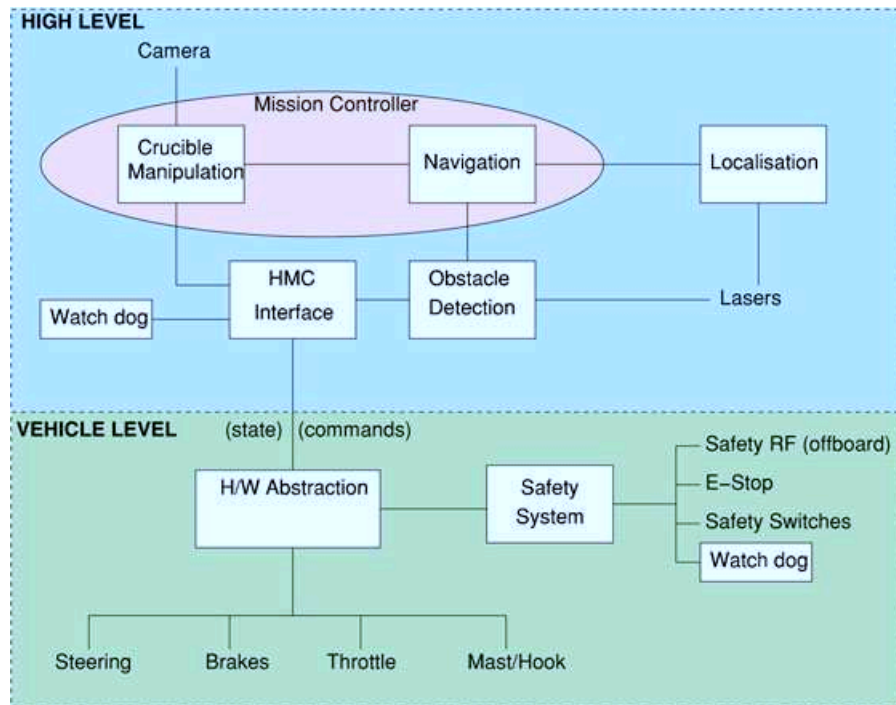 HIGH LEVEL
Camera
Mission Controller
Crucible
Manipulation
Navigation
Localisation
HMC
Interface
Obstacle
Detection
Lasers
Watch dog
VEHICLE LEVEL
(state) (commands)
H/W Abstraction
Safety
System
Safety RF (offboard)
E−Stop
Safety Switches
Watch dog
Steering
Brakes
Throttle
Mast/Hook